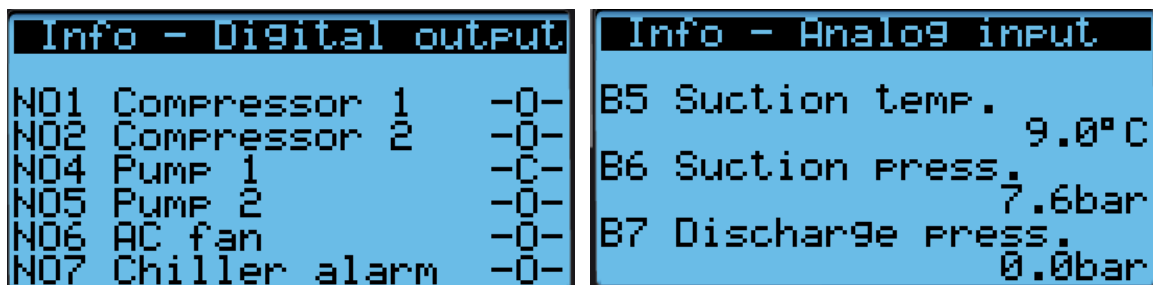 Info - Digital output
NO1 Compressor 1 -O-
NO2 Compressor 2 -O-
NO4 Pump 1 -C-
NO5 Pump 2 -O-
NO6 AC fan -O-
NO7 Chiller alarm -O-
Info - Analog input
B5 Suction temp.
9.0°C
B6 Suction press.
7.6bar
B7 Discharge press.
0.0bar